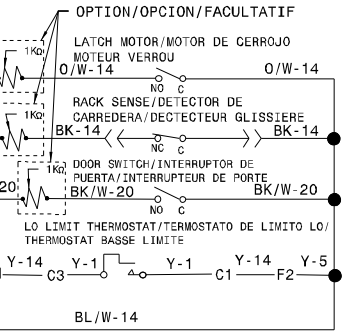 OPTION/OPCION/FACULTATIF
1KΩ
LATCH MOTOR/MOTOR DE CERROJO
MOTEUR VERROU
O/W-14
O/W-14
NO C
1KΩ
RACK SENSE/DETECTOR DE
CARREDERA/DECTECTEUR GLISSIERE
BK-14
BK-14
NC C
1KΩ
DOOR SWITCH/INTERRUPTOR DE
PUERTA/INTERRUPTEUR DE PORTE
20
BK/W-20
BK/W-20
NO C
LO LIMIT THERMOSTAT/TERMOSTATO DE LIMITO LO/
THERMOSTAT BASSE LIMITE
Y-14
C3
Y-1
Y-1
C1
Y-14
F2
Y-5
BL/W-14